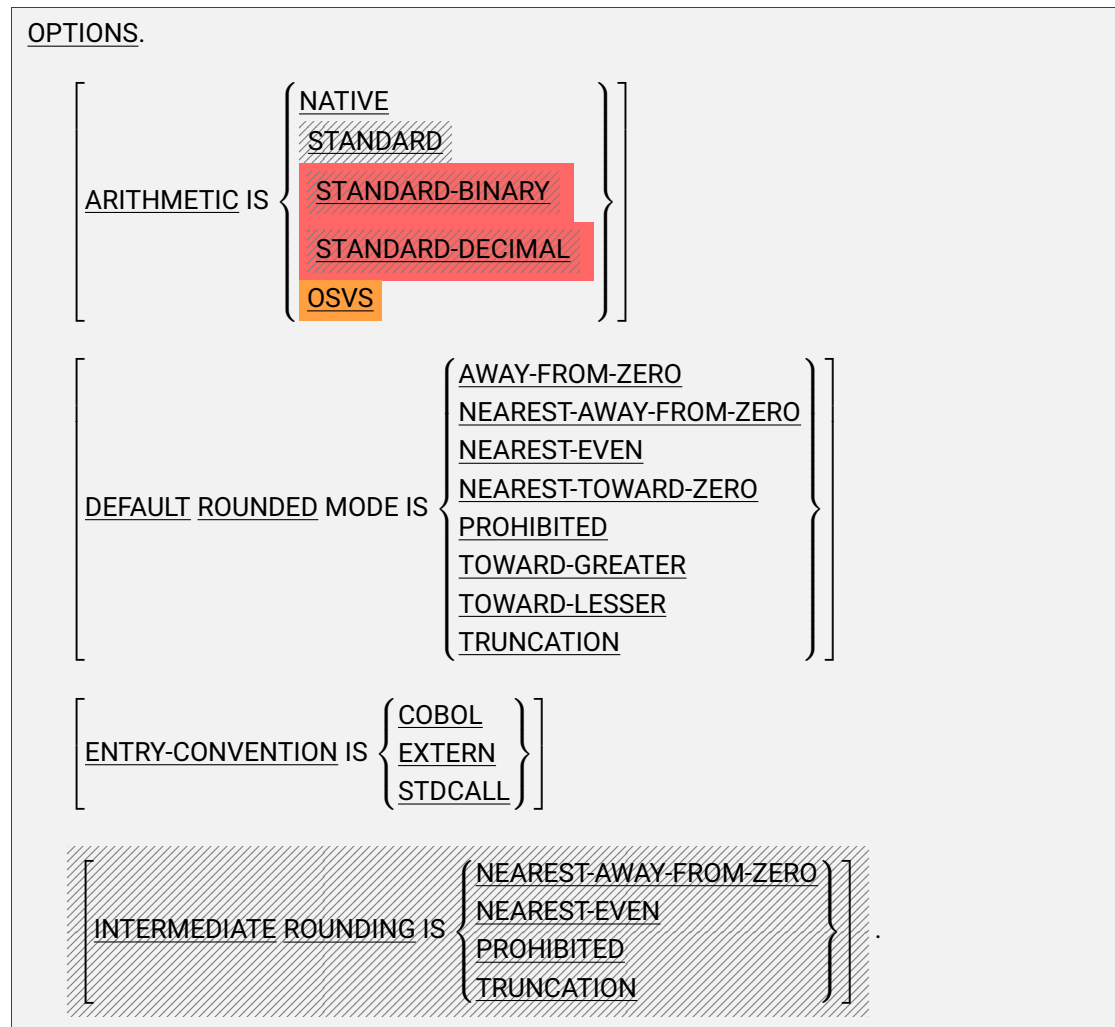 OPTIONS.
NATIVE
STANDARD
STANDARD-BINARY
ARITHMETIC IS
STANDARD-DECIMAL
OSVS
AWAY-FROM-ZERO
NEAREST-AWAY-FROM-ZERO
NEAREST-EVEN
NEAREST-TOWARD-ZERO
DEFAULT ROUNDED MODE IS
PROHIBITED
TOWARD-GREATER
TOWARD-LESSER
TRUNCATION
COBOL
ENTRY-CONVENTION IS EXTERN
STDCALL
NEAREST-AWAY-FROM-ZERO
NEAREST-EVEN
INTERMEDIATE ROUNDING IS .
PROHIBITED
TRUNCATION